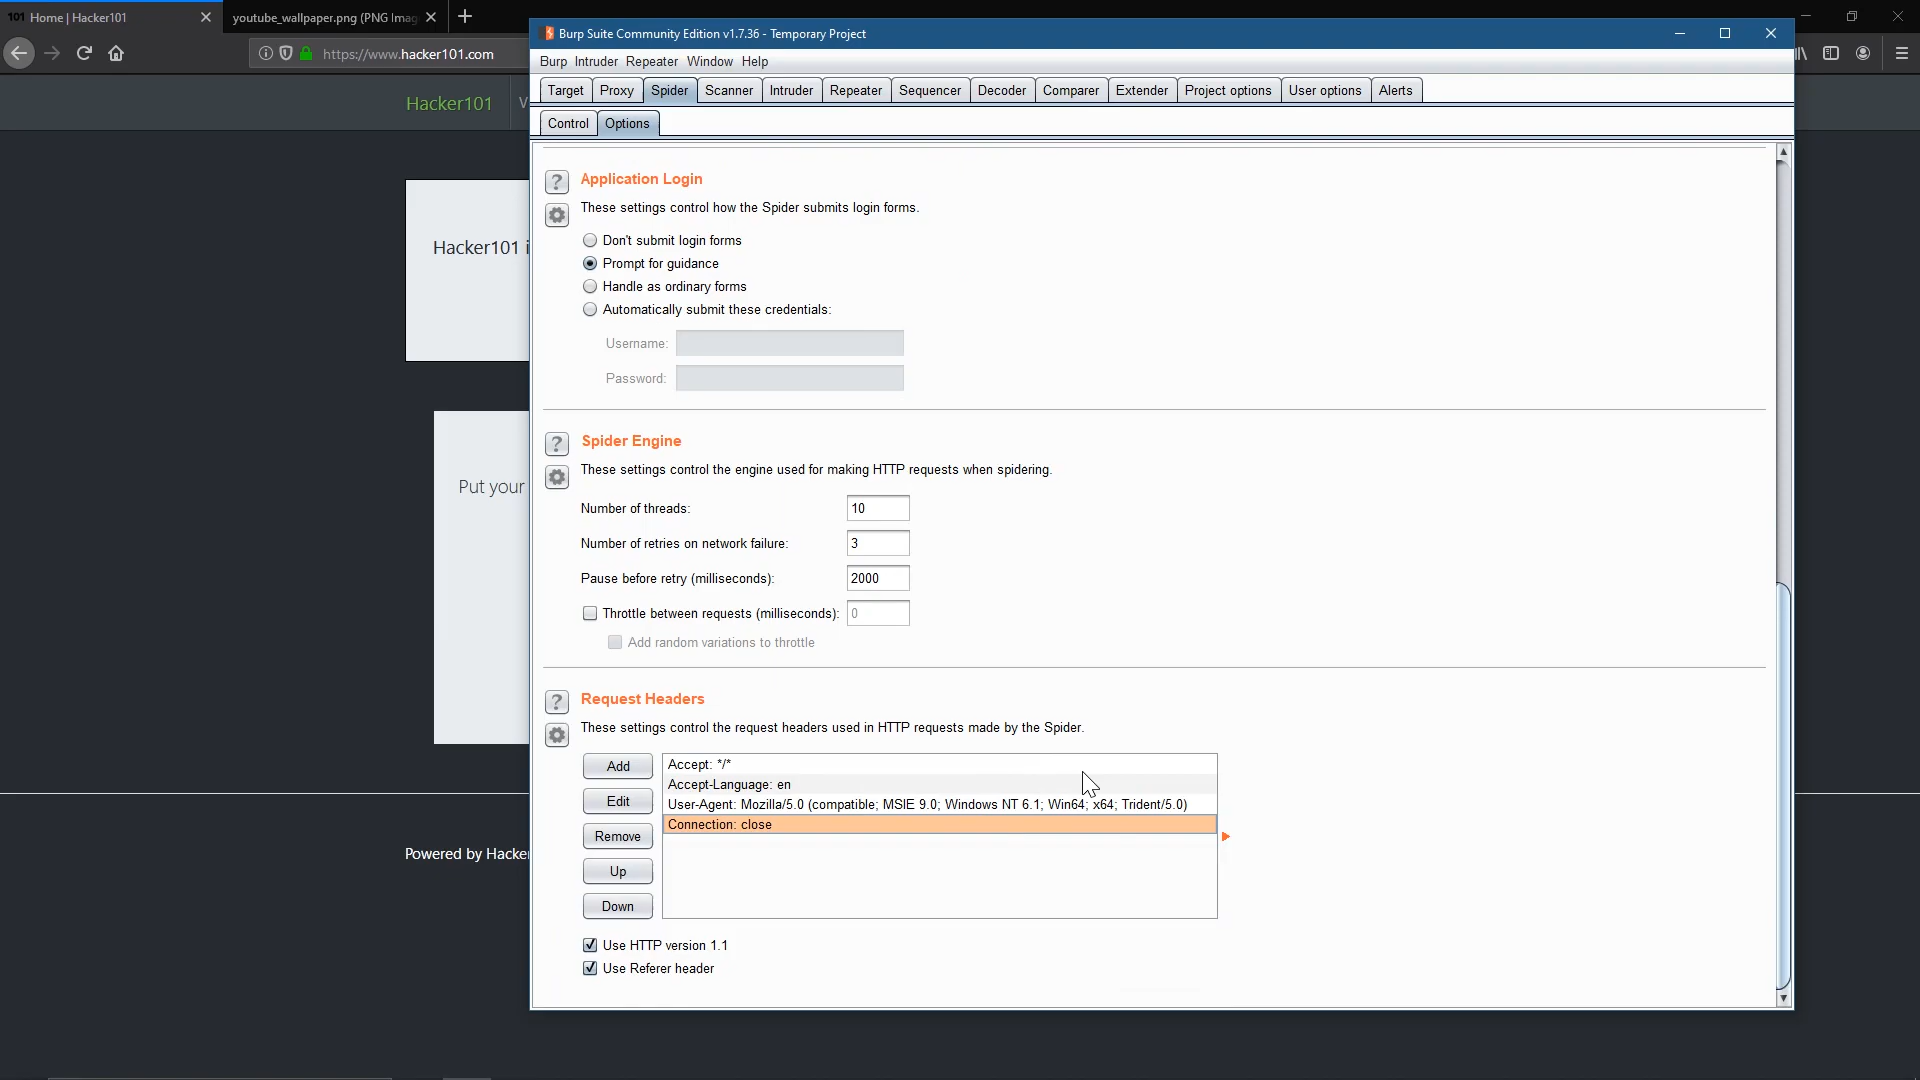 101 Home | Hacker101
youtube_wallpaper.png (PNG Imag
https://www.hacker101.com
Hacker101
V
Hacker101 i
Put your
Powered by Hacker
Burp Suite Community Edition v1.7.36 - Temporary Project
Burp Intruder Repeater Window Help
Target Proxy Spider Scanner Intruder Repeater Sequencer Decoder Comparer Extender Project options User options Alerts
Control Options
? Application Login
These settings control how the Spider submits login forms.
Don't submit login forms
Prompt for guidance
Handle as ordinary forms
Automatically submit these credentials:
Username:
Password:
? Spider Engine
These settings control the engine used for making HTTP requests when spidering.
Number of threads: 10
Number of retries on network failure: 3
Pause before retry (milliseconds): 2000
Throttle between requests (milliseconds): 0
Add random variations to throttle
? Request Headers
These settings control the request headers used in HTTP requests made by the Spider.
Add
Edit
Remove
Up
Down
Accept: */*
Accept-Language: en
User-Agent: Mozilla/5.0 (compatible; MSIE 9.0; Windows NT 6.1; Win64; x64; Trident/5.0)
Connection: close
Use HTTP version 1.1
Use Referer header